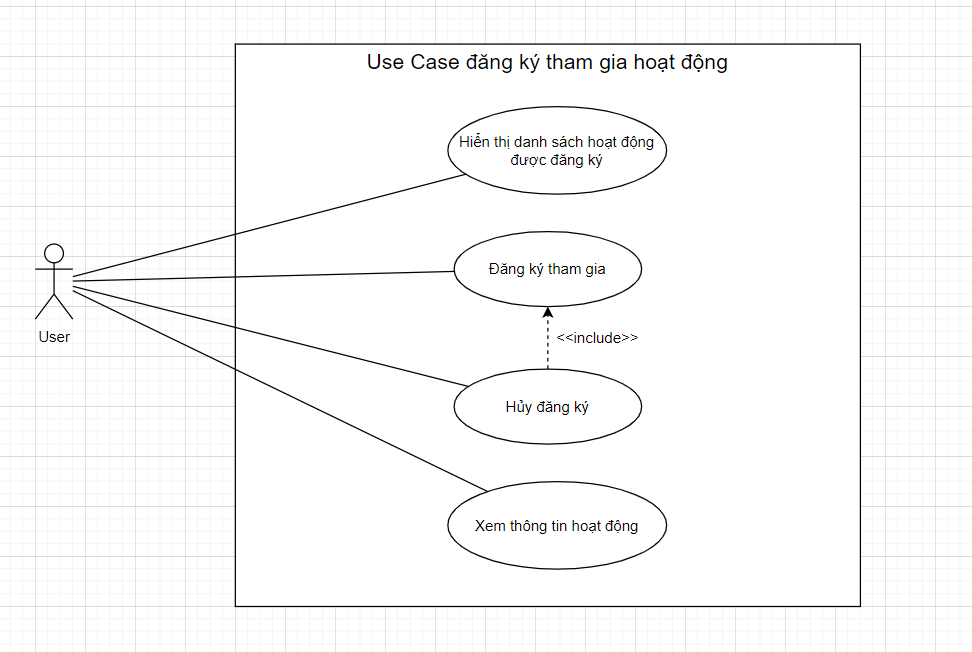 Use Case đăng ký tham gia hoạt động
Hiển thị danh sách hoạt động
được đăng ký
Đăng ký tham gia
<<include>>
User
Hủy đăng ký
Xem thông tin hoạt động